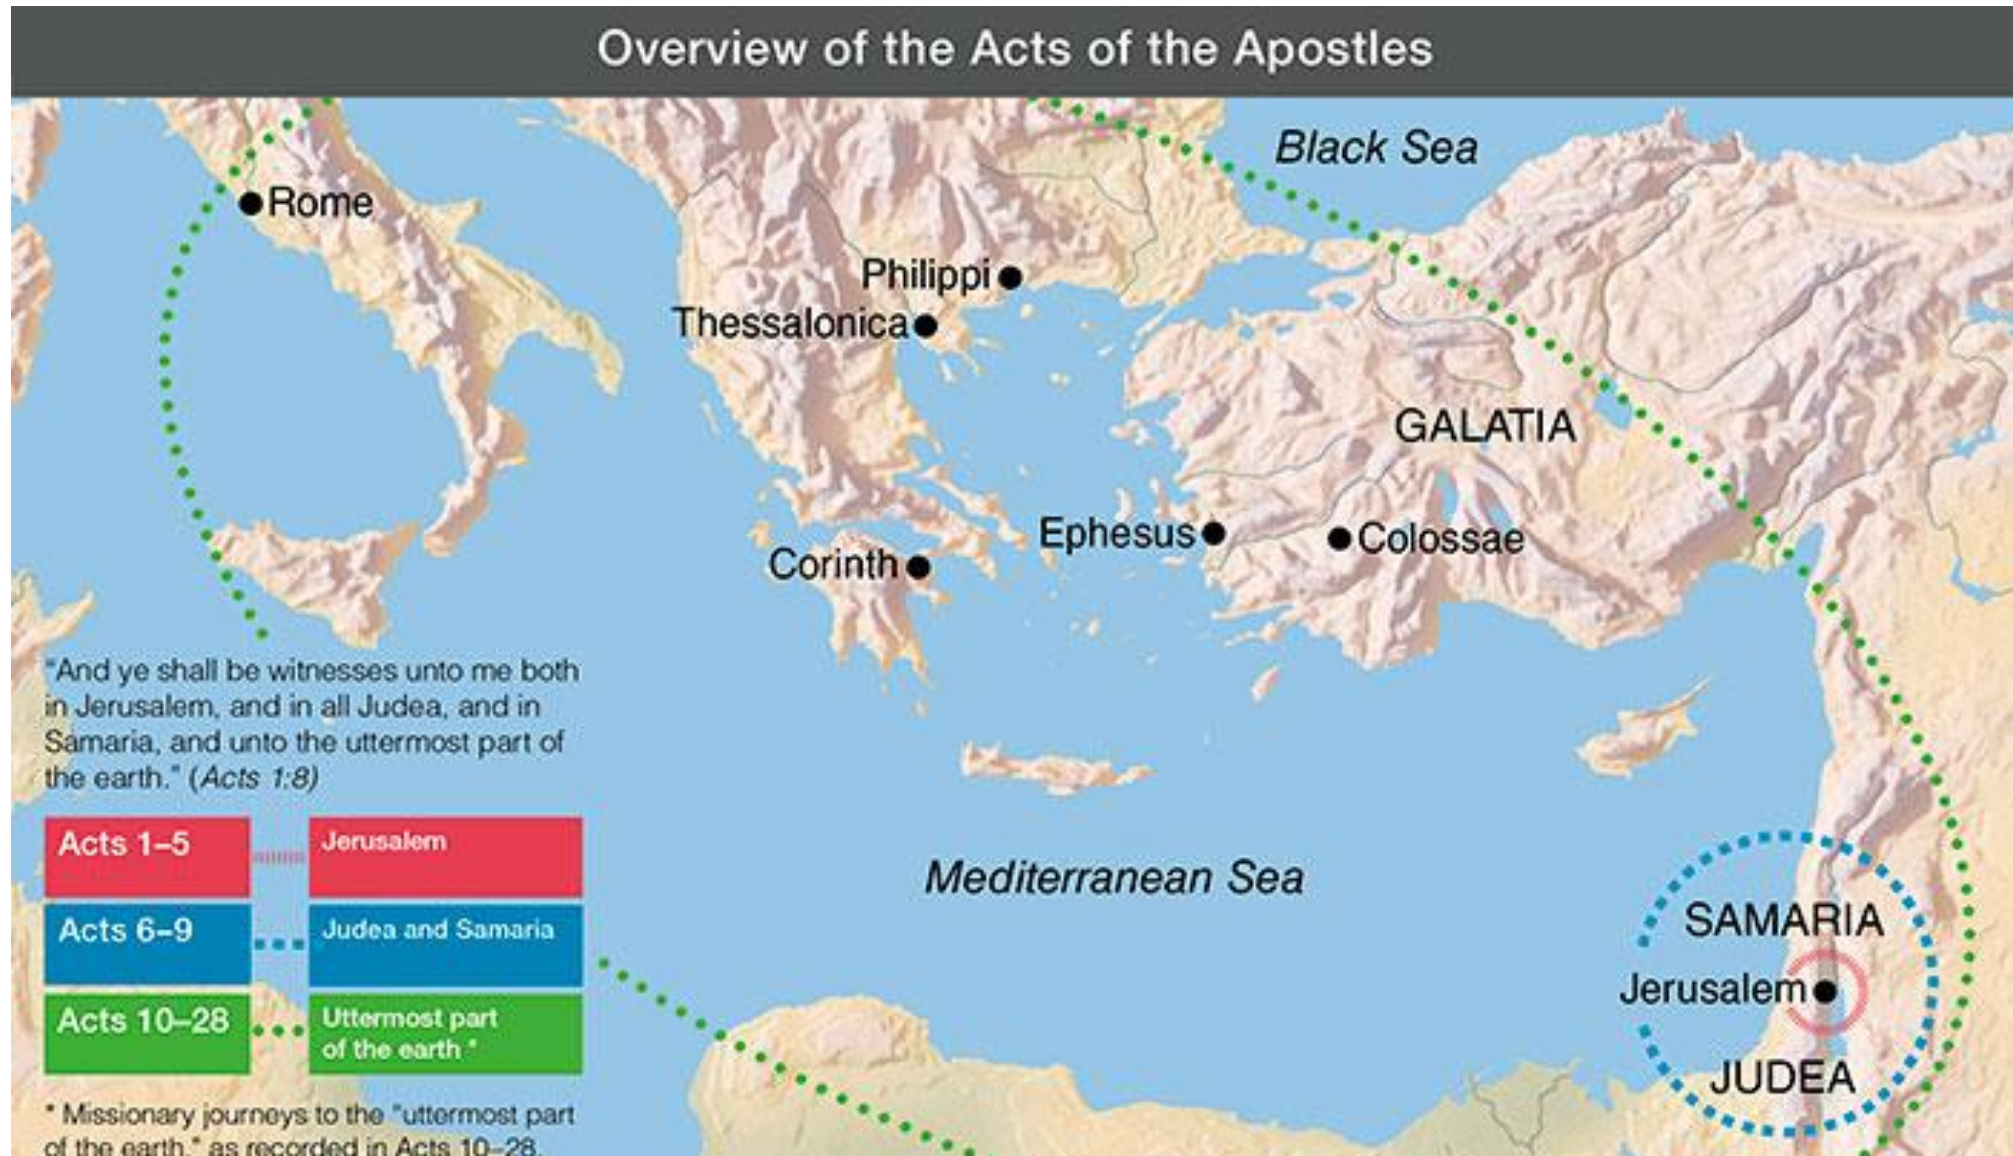 Overview of the Acts of the Apostles
Black Sea
Rome
Philippi
Thessalonica
GALATIA
Ephesus
Colossae
Corinth
"And ye shall be witnesses unto me both
in Jerusalem, and in all Judea, and in
Samaria, and unto the uttermost part of
the earth." (Acts 1:8)
Acts 1–5
Jerusalem
Acts 6–9
Judea and Samaria
Acts 10–28
Uttermost part
of the earth *
* Missionary journeys to the "uttermost part
of the earth," as recorded in Acts 10–28.
Mediterranean Sea
SAMARIA
Jerusalem
JUDEA